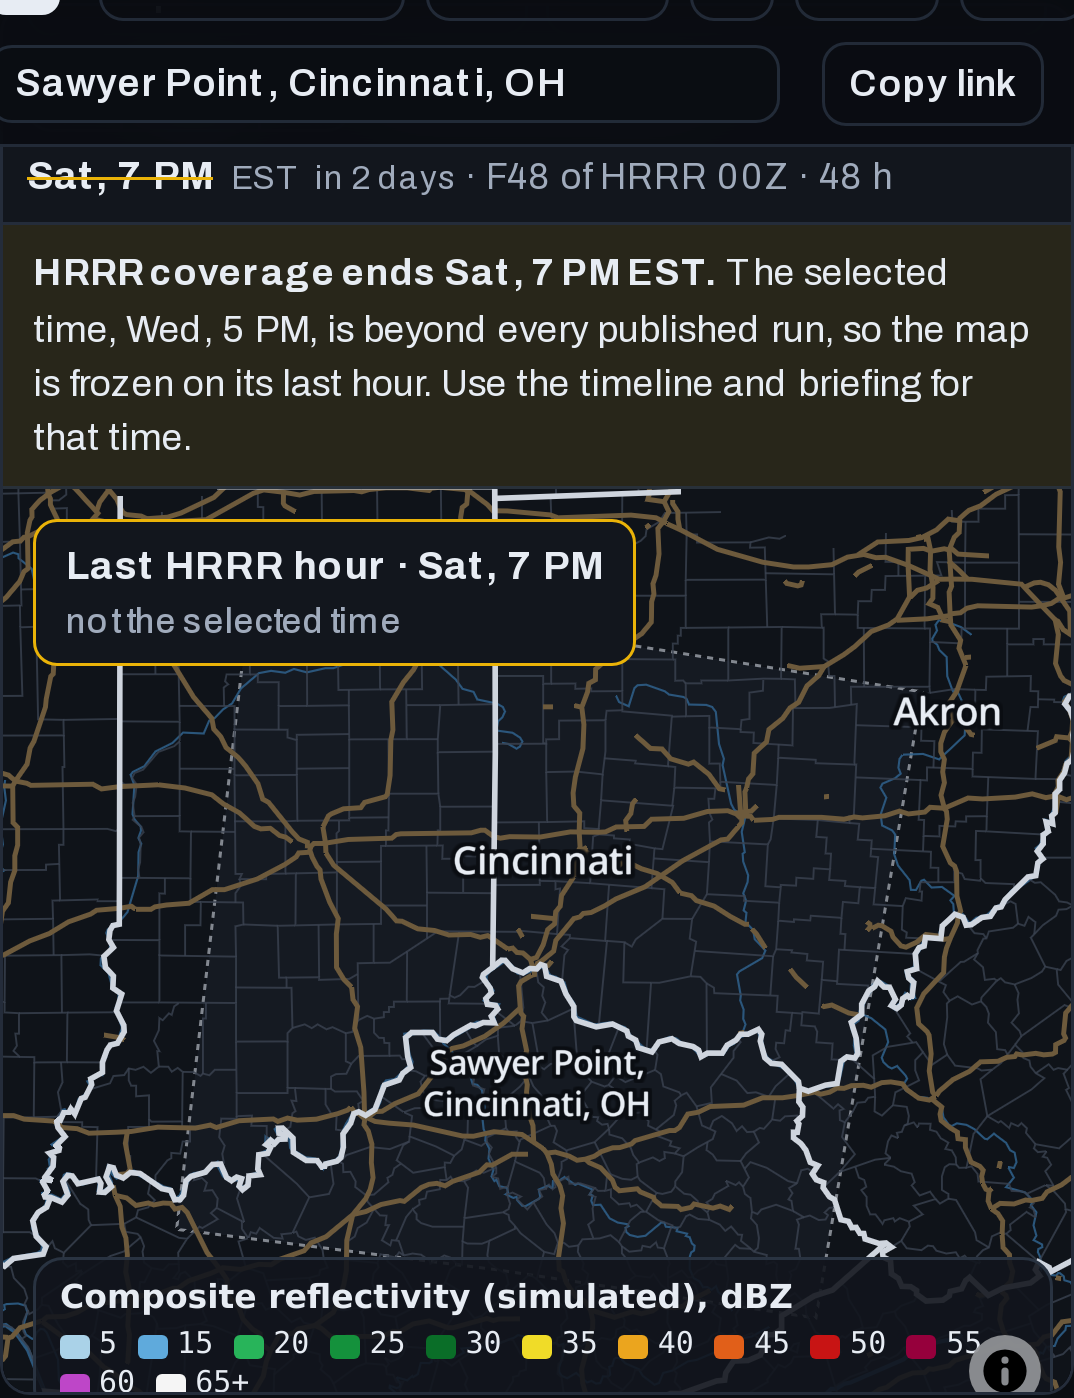 Sawyer Point, Cincinnati, OH
Copy link
Sat, 7 PM EST in 2 days · F48 of HRRR 00Z · 48 h
HRRR coverage ends Sat, 7 PM EST. The selected
time, Wed, 5 PM, is beyond every published run, so the map
is frozen on its last hour. Use the timeline and briefing for
that time.
Last HRRR hour · Sat, 7 PM
not the selected time
Akron
Cincinnati
Sawyer Point,
Cincinnati, OH
Composite reflectivity (simulated), dBZ
5 15 20 25 30 35 40 45 50 55
60 65+